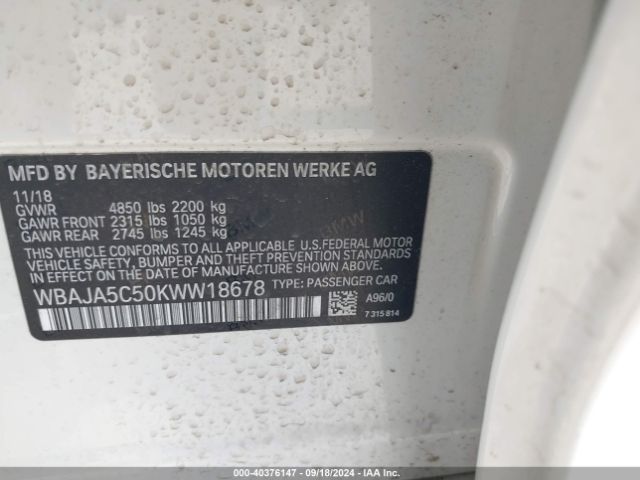 MFD BY BAYERISCHE MOTOREN WERKE AG
11/18
GVWR 4850 lbs 2200 kg
GAWR FRONT 2315 lbs 1050 kg
GAWR REAR 2745 lbs 1245 kg
BMW
THIS VEHICLE CONFORMS TO ALL APPLICABLE U.S.FEDERAL MOTOR
VEHICLE SAFETY, BUMPER AND THEFT PREVENTION STANDARDS
IN EFFECT ON THE DATE OF MANUFACTURE SHOWN ABOVE.
WBAJA5C50KWW18678 TYPE: PASSENGER CAR
A96/0
7 315 814
© - 40376147 - 09/18/2024 - IAA Inc.